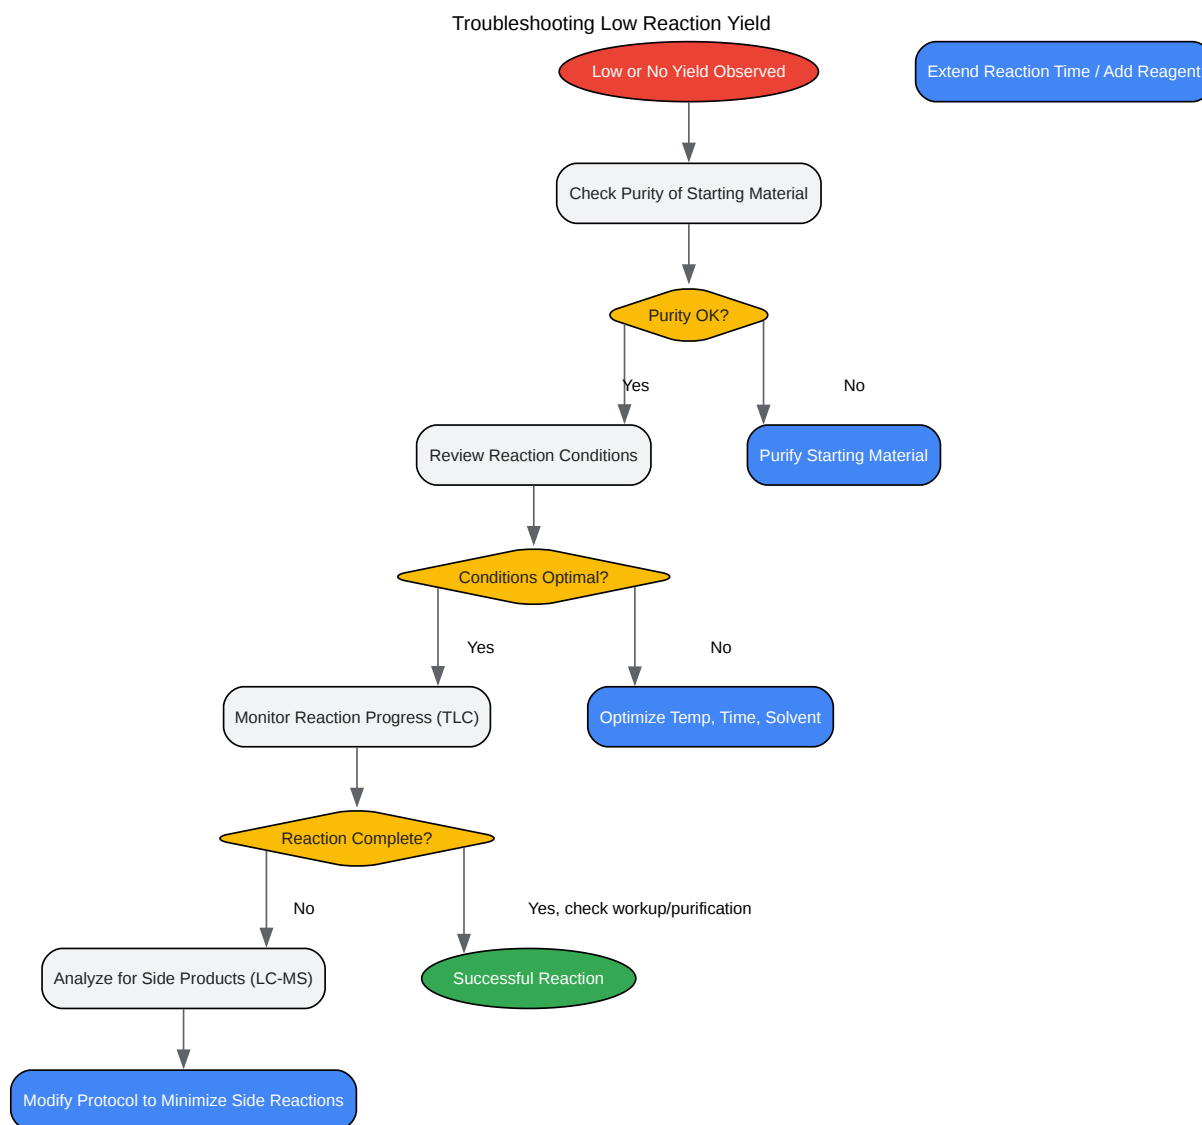 Troubleshooting Low Reaction Yield
Low or No Yield Observed
Extend Reaction Time / Add Reagent
Check Purity of Starting Material
Purity OK?
Yes
No
Review Reaction Conditions
Purify Starting Material
Conditions Optimal?
Yes
No
Monitor Reaction Progress (TLC)
Optimize Temp, Time, Solvent
Reaction Complete?
No
Yes, check workup/purification
Analyze for Side Products (LC-MS)
Successful Reaction
Modify Protocol to Minimize Side Reactions